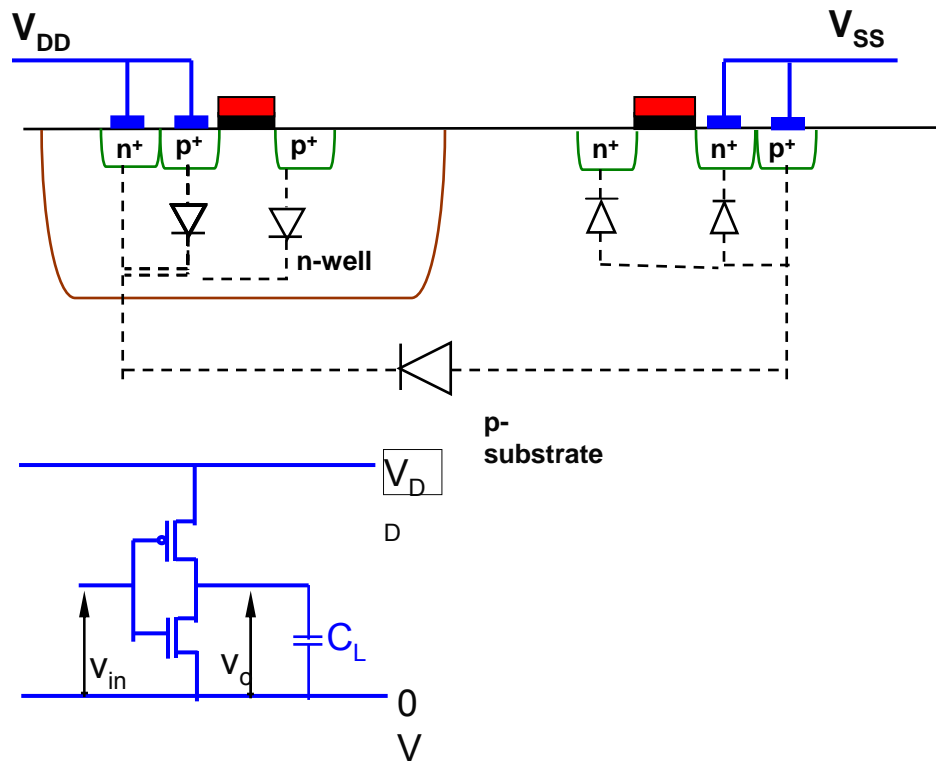 VDD
VSS
n+ p+ p+ n+ n+ p+
n-well
p-
substrate
VD
D
Vin
Vo
CL
0
V